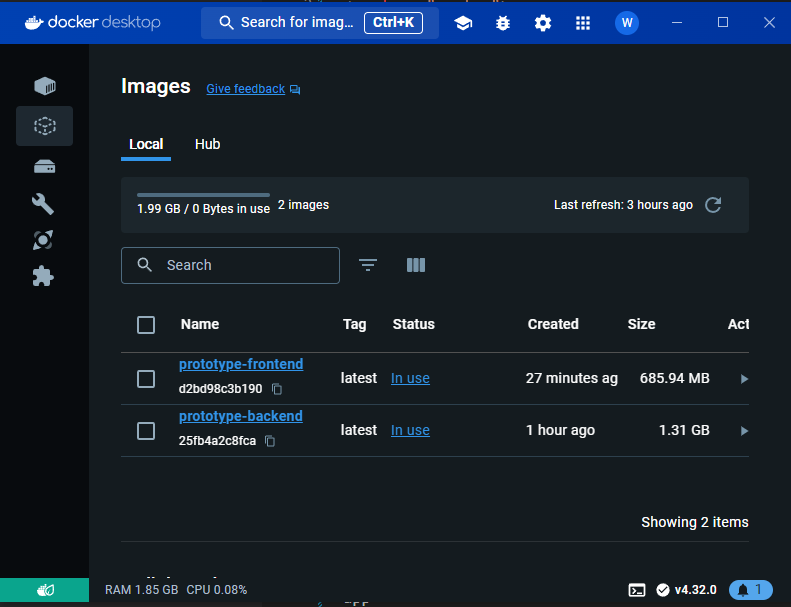 docker desktop
Search for imag... Ctrl+K
W
Images Give feedback
Local Hub
1.99 GB / 0 Bytes in use 2 images Last refresh: 3 hours ago
Search
Name Tag Status Created Size Act
prototype-frontend
d2bd98c3b190 latest In use 27 minutes ag 685.94 MB
prototype-backend
25fb4a2c8fca latest In use 1 hour ago 1.31 GB
Showing 2 items
RAM 1.85 GB CPU 0.08% v4.32.0 1